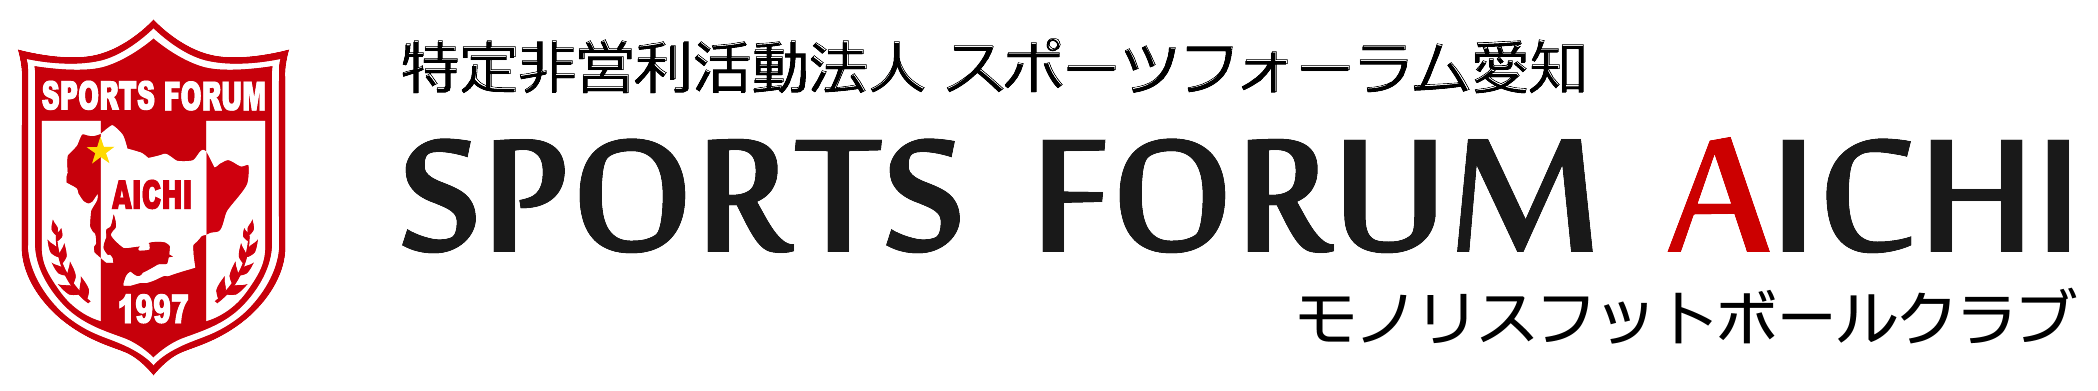 SPORTS FORUM
AICHI
1997
特定非営利活動法人 スポーツフォーラム愛知
SPORTS FORUM AICHI
モノリスフットボールクラブ